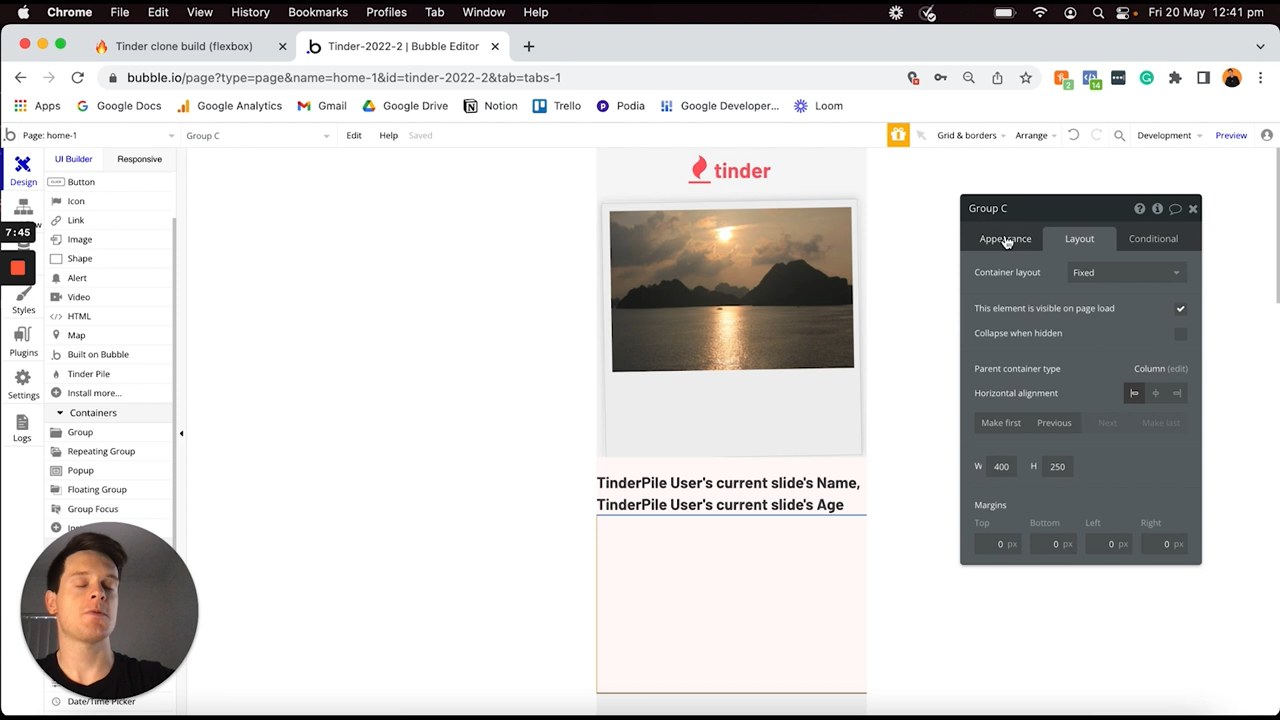 Chrome File Edit View History Bookmarks Profiles Tab Window Help Fri 20 May 12:41 pm
Tinder clone build (flexbox) Tinder-2022-2 | Bubble Editor
bubble.io/page?type=page&name=home-1&id=tinder-2022-2&tab=tabs-1 2 14
Apps Google Docs Google Analytics Gmail Google Drive Notion Trello Podia Google Developer... Loom
Page: home-1 Group C Edit Help Saved Grid & borders Arrange Development Preview
UI Builder Responsive
Design
Button
Icon
Link
7:45
Image
Shape
Alert
Video
Styles
HTML
Map
Plugins
Built on Bubble
Tinder Pile
Settings
Install more...
Containers
Logs
Group
Repeating Group
Popup
Floating Group
Group Focus
Date/Time Picker
tinder
TinderPile User's current slide's Name,
TinderPile User's current slide's Age
Group C
Appearance Layout Conditional
Container layout Fixed
This element is visible on page load
Collapse when hidden
Parent container type Column (edit)
Horizontal alignment
Make first Previous Next Make last
W 400 H 250
Margins
Top Bottom Left Right
0 px 0 px 0 px 0 px